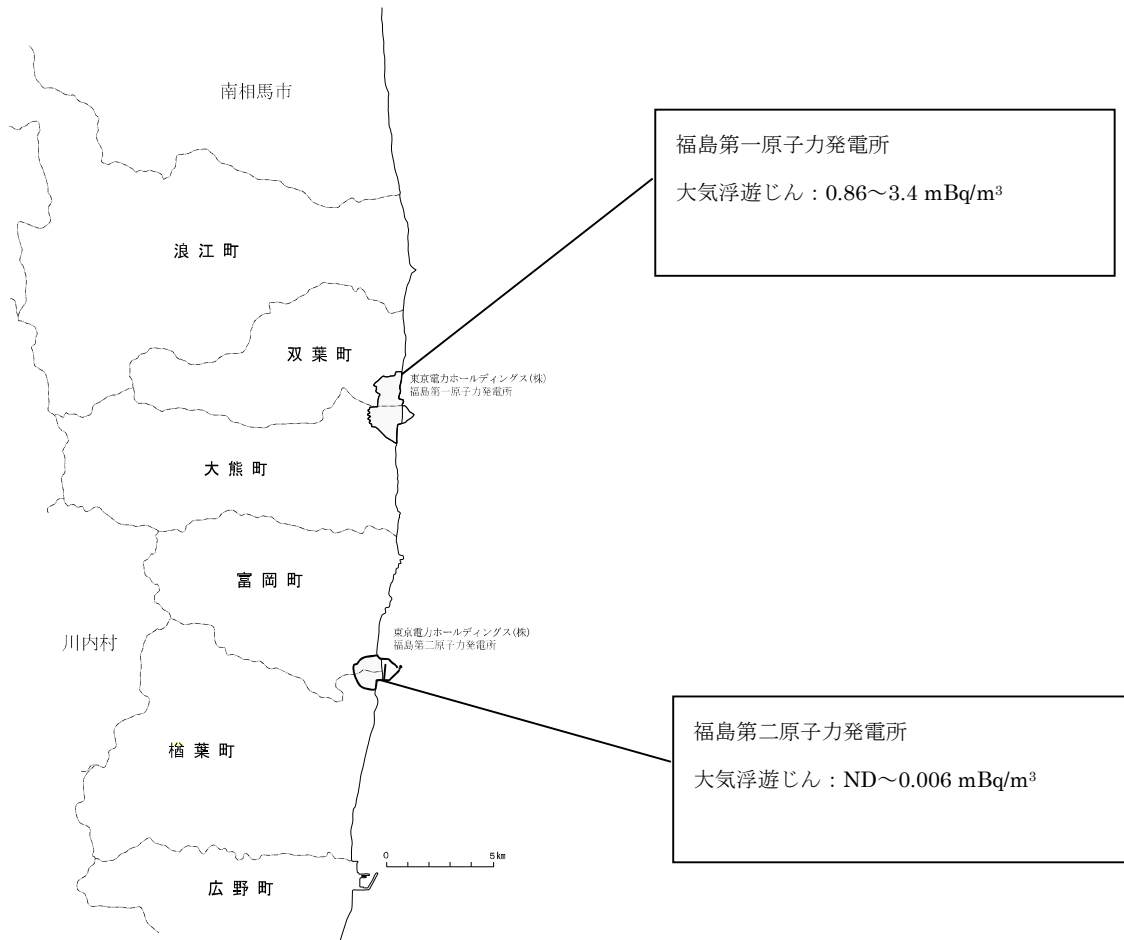 南相馬市
福島第一原子力発電所
大気浮遊じん：0.86～3.4 mBq/m³
浪江町
双葉町
東京電力ホールディングス(株)
福島第一原子力発電所
大熊町
富岡町
東京電力ホールディングス(株)
福島第二原子力発電所
川内村
福島第二原子力発電所
大気浮遊じん：ND～0.006 mBq/m³
楢葉町
0 5km
広野町